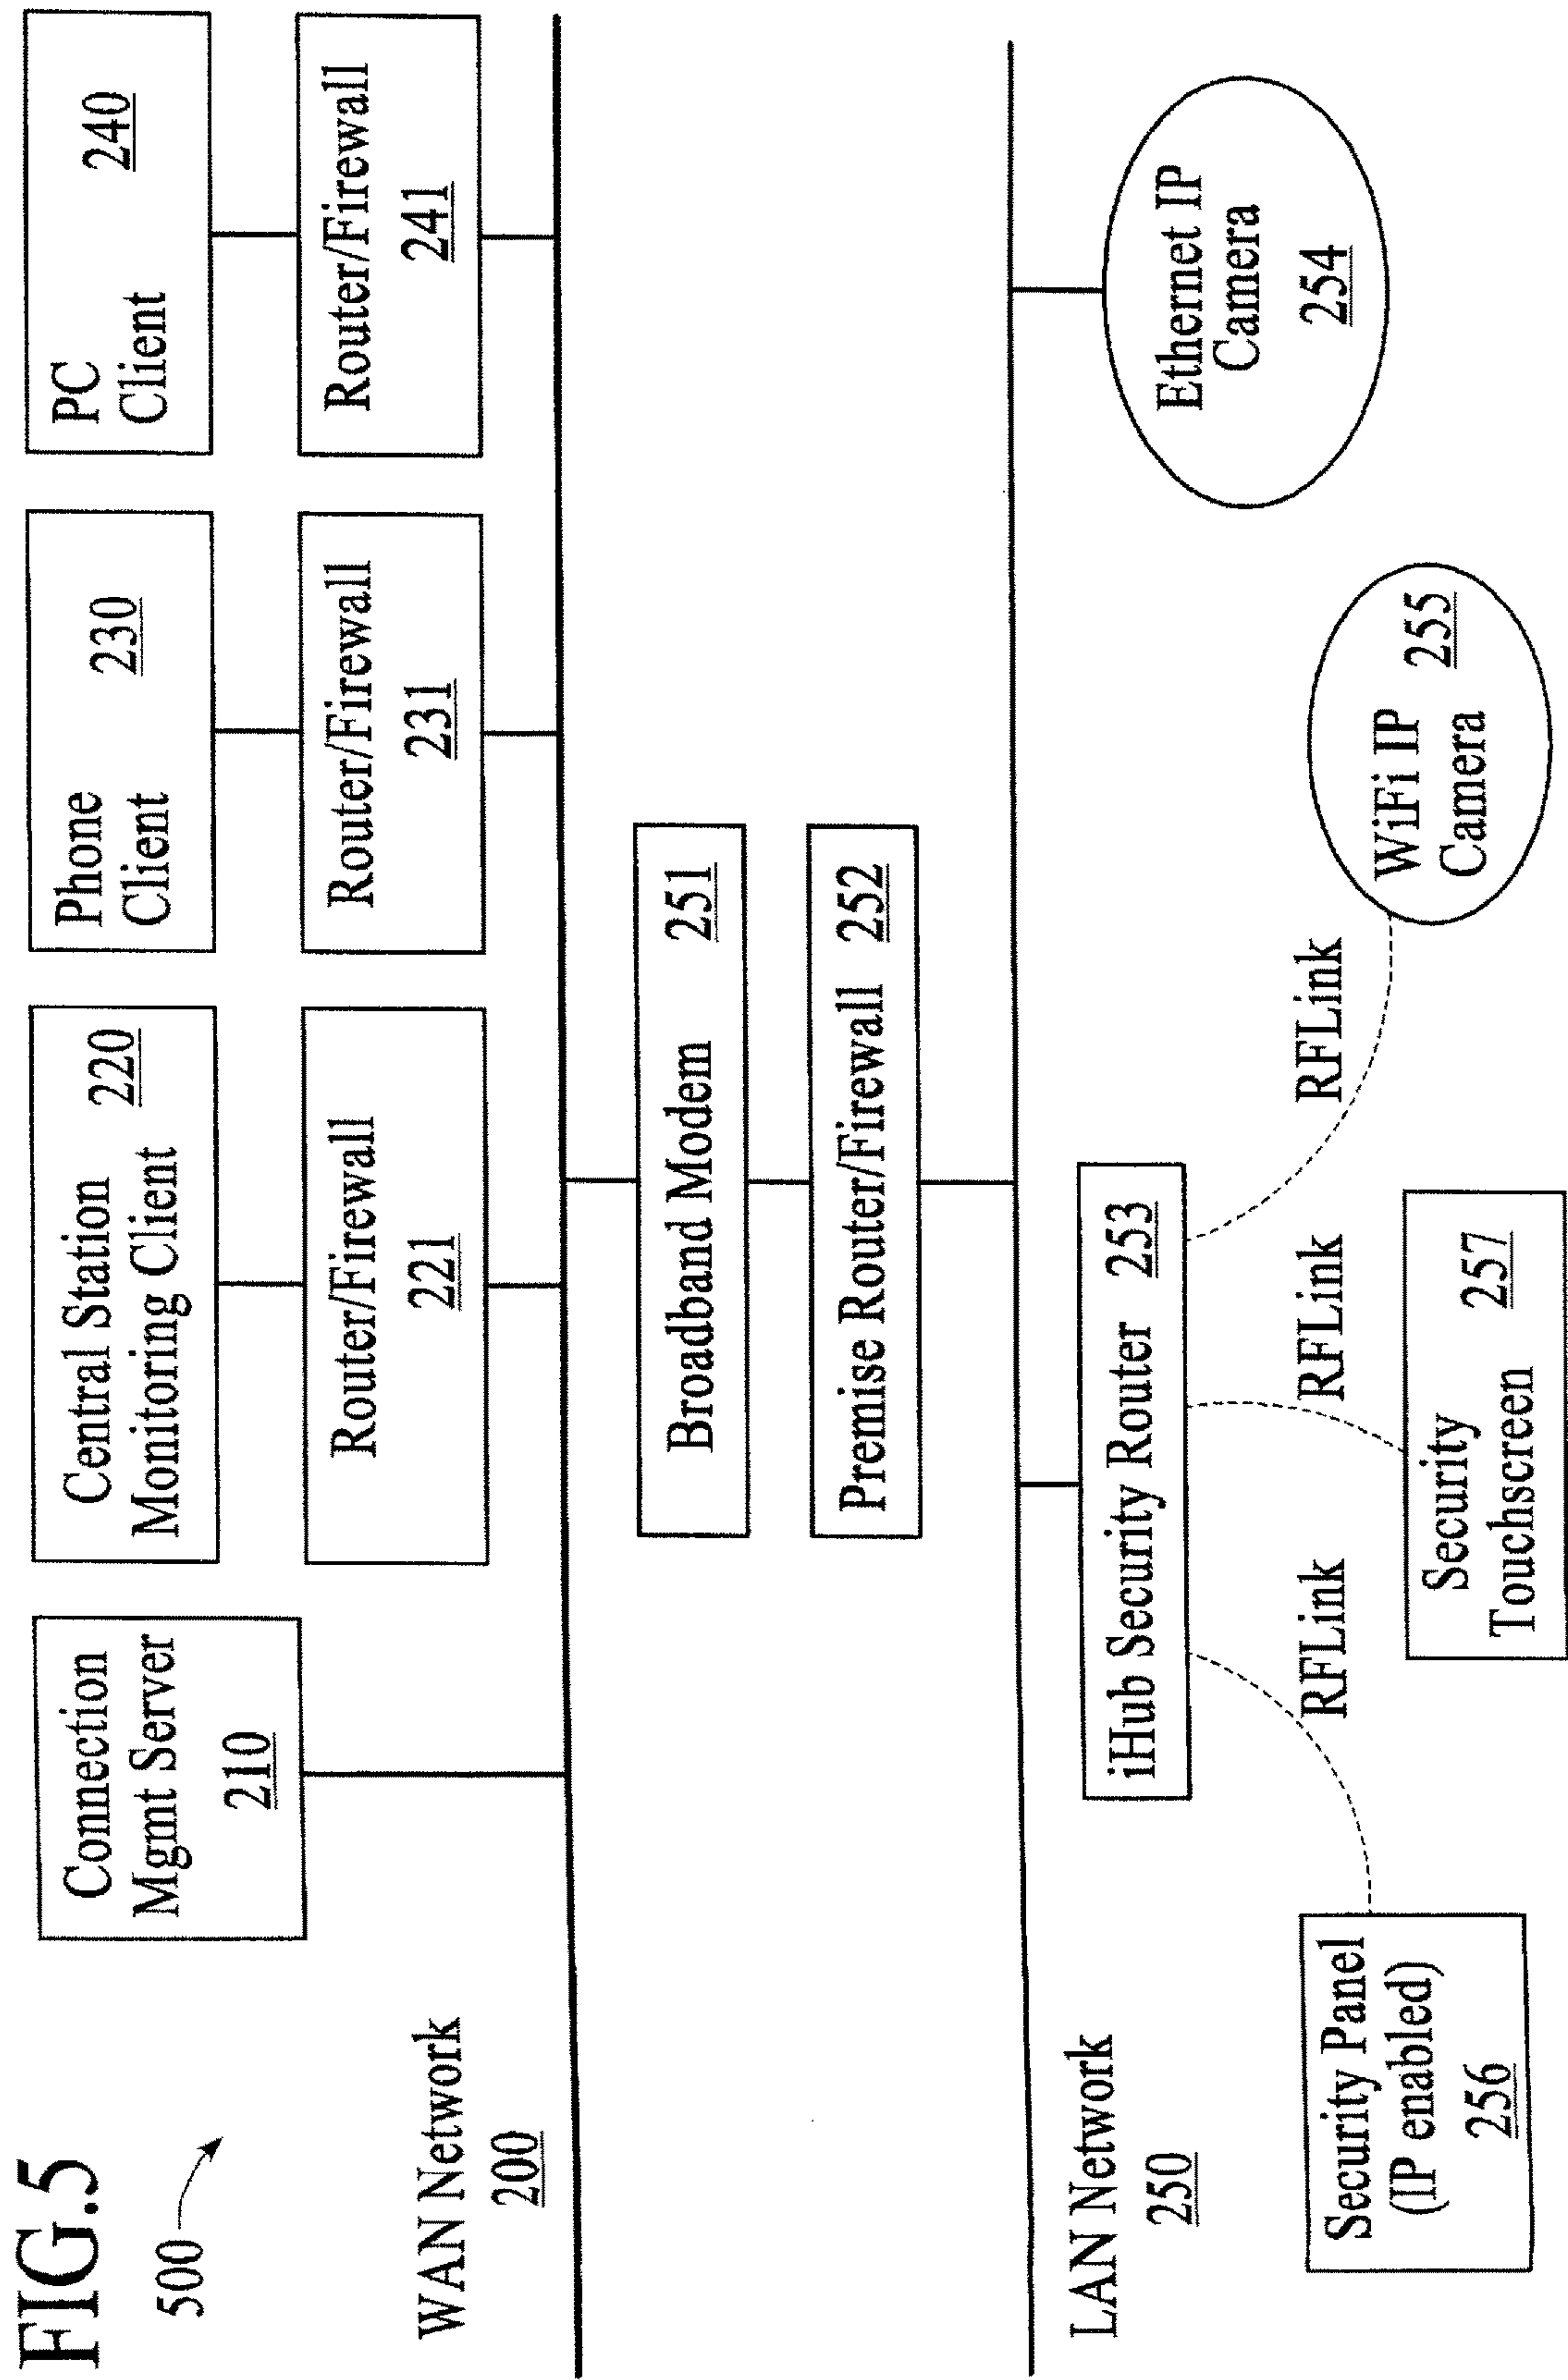 FIG.5
500
Connection
Mgmt Server
210
Central Station
Monitoring Client 220
Phone
Client 230
PC
Client 240
Router/Firewall
221
Router/Firewall
231
Router/Firewall
241
WAN Network
200
Broadband Modem 251
Premise Router/Firewall 252
LAN Network
250
iHub Security Router 253
Ethernet IP
Camera
254
RFLink
RFLink
RFLink
Security Panel
(IP enabled)
256
Security
Touchscreen 257
WiFi IP
Camera 255